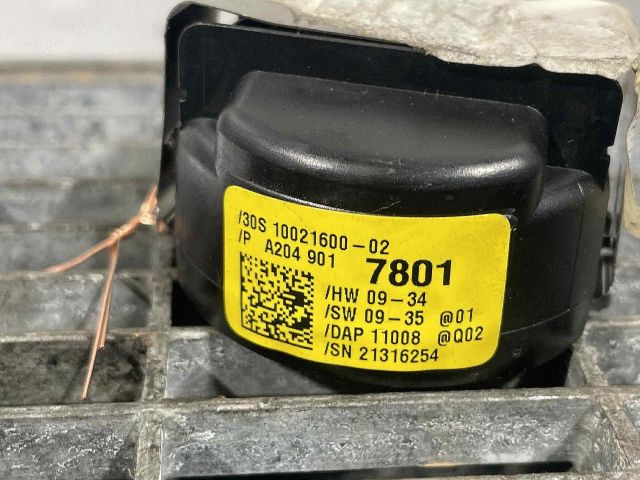 /30S 10021600-02
/P A204 901 7801
/HW 09-34
/SW 09-35 @01
/DAP 11008 @Q02
/SN 21316254